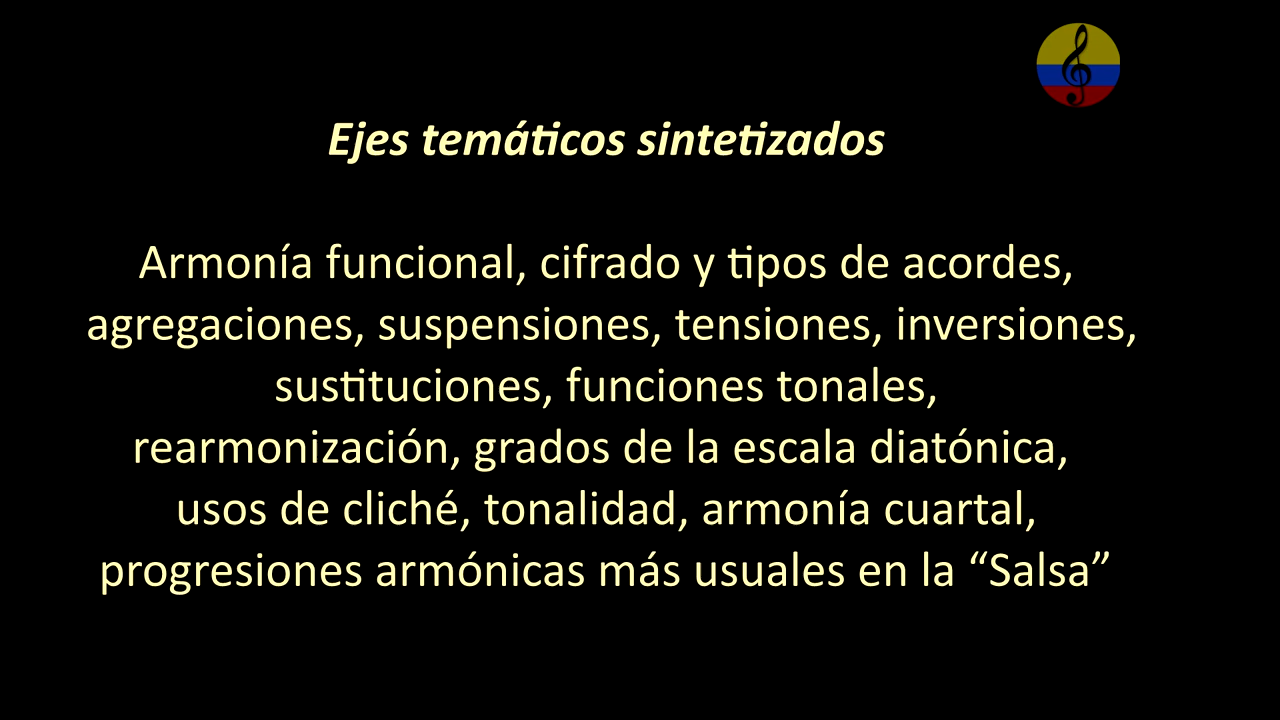 Ejes temáticos sintetizados
Armonía funcional, cifrado y tipos de acordes,
agregaciones, suspensiones, tensiones, inversiones,
sustituciones, funciones tonales,
rearmonización, grados de la escala diatónica,
usos de cliché, tonalidad, armonía cuartal,
progresiones armónicas más usuales en la “Salsa”